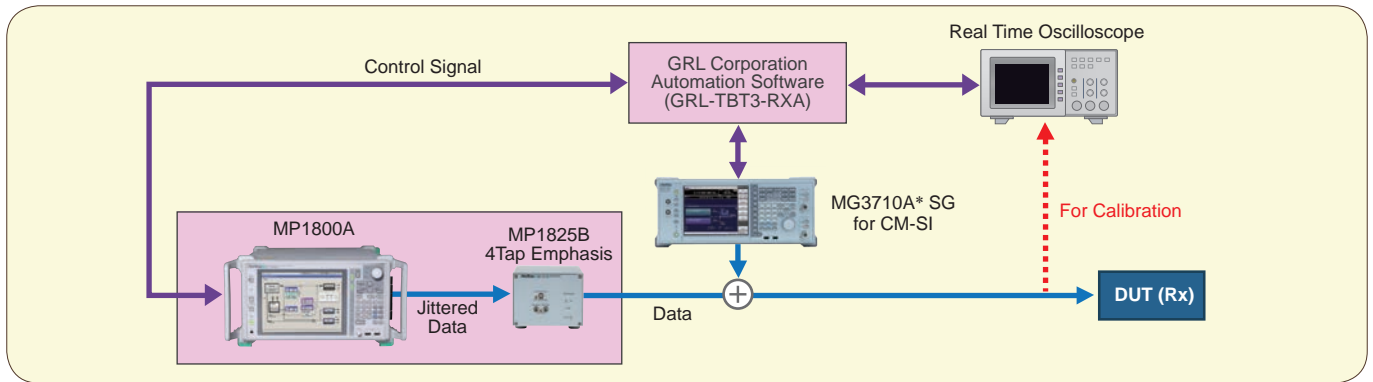 Real Time Oscilloscope
Control Signal
GRL Corporation
Automation Software
(GRL-TBT3-RXA)
MG3710A* SG
for CM-SI
For Calibration
MP1800A
MP1825B
4Tap Emphasis
Jittered
Data
Data
DUT (Rx)